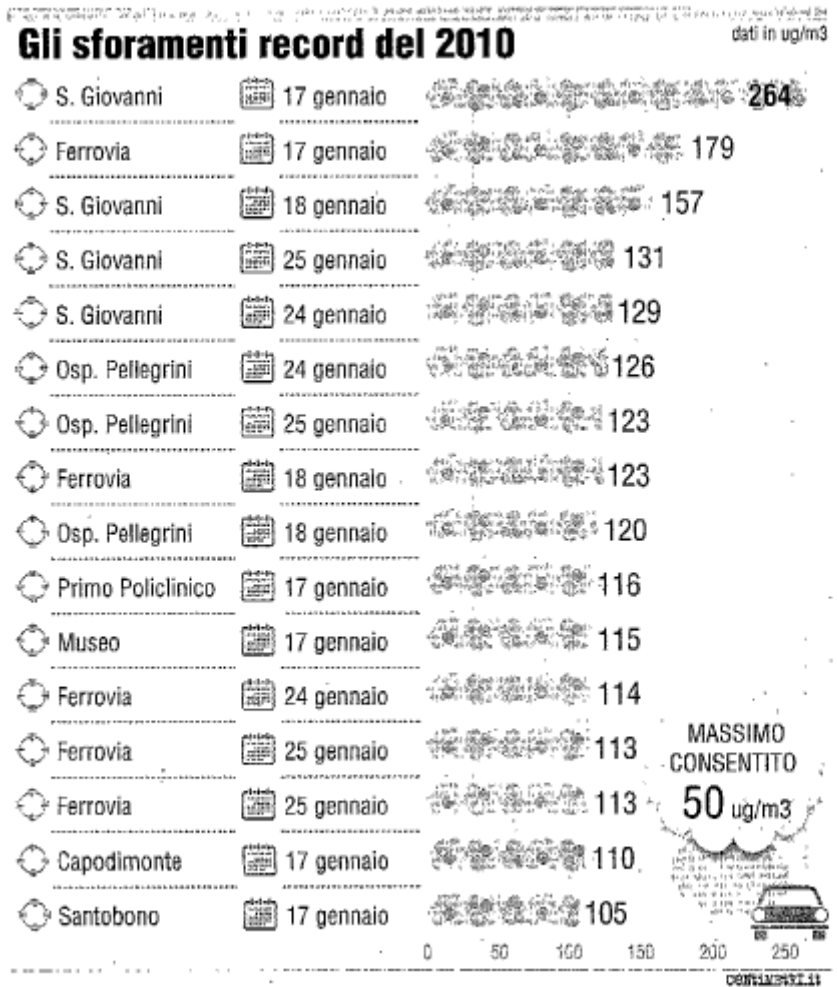 Gli sforamenti record del 2010
dati in ug/m3
S. Giovanni 17 gennaio 264
Ferrovia 17 gennaio 179
S. Giovanni 18 gennaio 157
S. Giovanni 25 gennaio 131
S. Giovanni 24 gennaio 129
Osp. Pellegrini 24 gennaio 126
Osp. Pellegrini 25 gennaio 123
Ferrovia 18 gennaio 123
Osp. Pellegrini 18 gennaio 120
Primo Policlinico 17 gennaio 116
Museo 17 gennaio 115
Ferrovia 24 gennaio 114
Ferrovia 25 gennaio 113
Ferrovia 25 gennaio 113
Capodimonte 17 gennaio 110
Santobono 17 gennaio 105
MASSIMO
CONSENTITO
50 ug/m3
0 50 100 150 200 250
CENTIMETRI.it